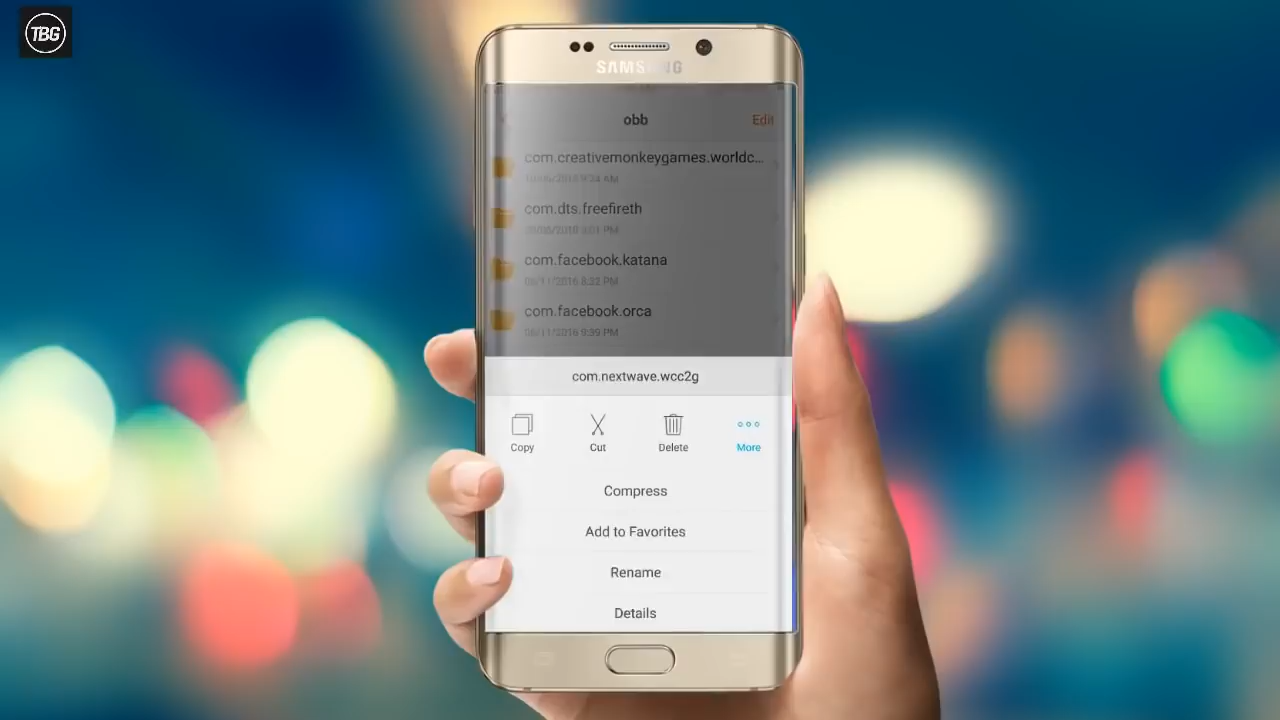 TBG
SAMSUNG
obb
Edit
com.creativemonkeygames.worldc...
com.dts.freefireth
com.facebook.katana
com.facebook.orca
com.nextwave.wcc2g
Copy
Cut
Delete
More
Compress
Add to Favorites
Rename
Details